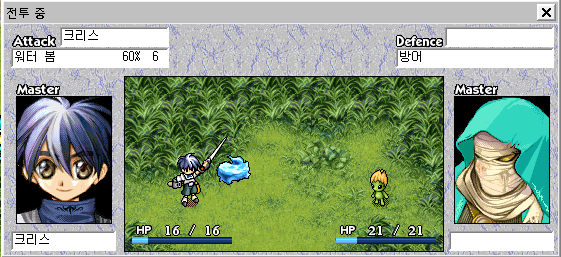 전투 중
Attack
크리스
Defence
워터 봄 60% 6
방어
Master
Master
HP 16 / 16
HP 21 / 21
크리스